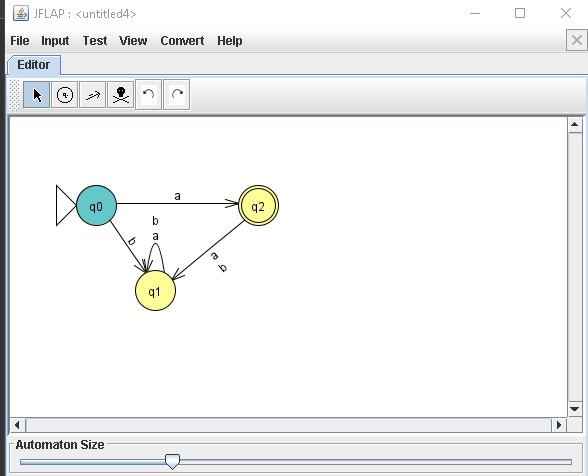 JFLAP : <untitled4>
File Input Test View Convert Help
Editor
q0
a
q2
b
b
a
a
b
q1
Automaton Size